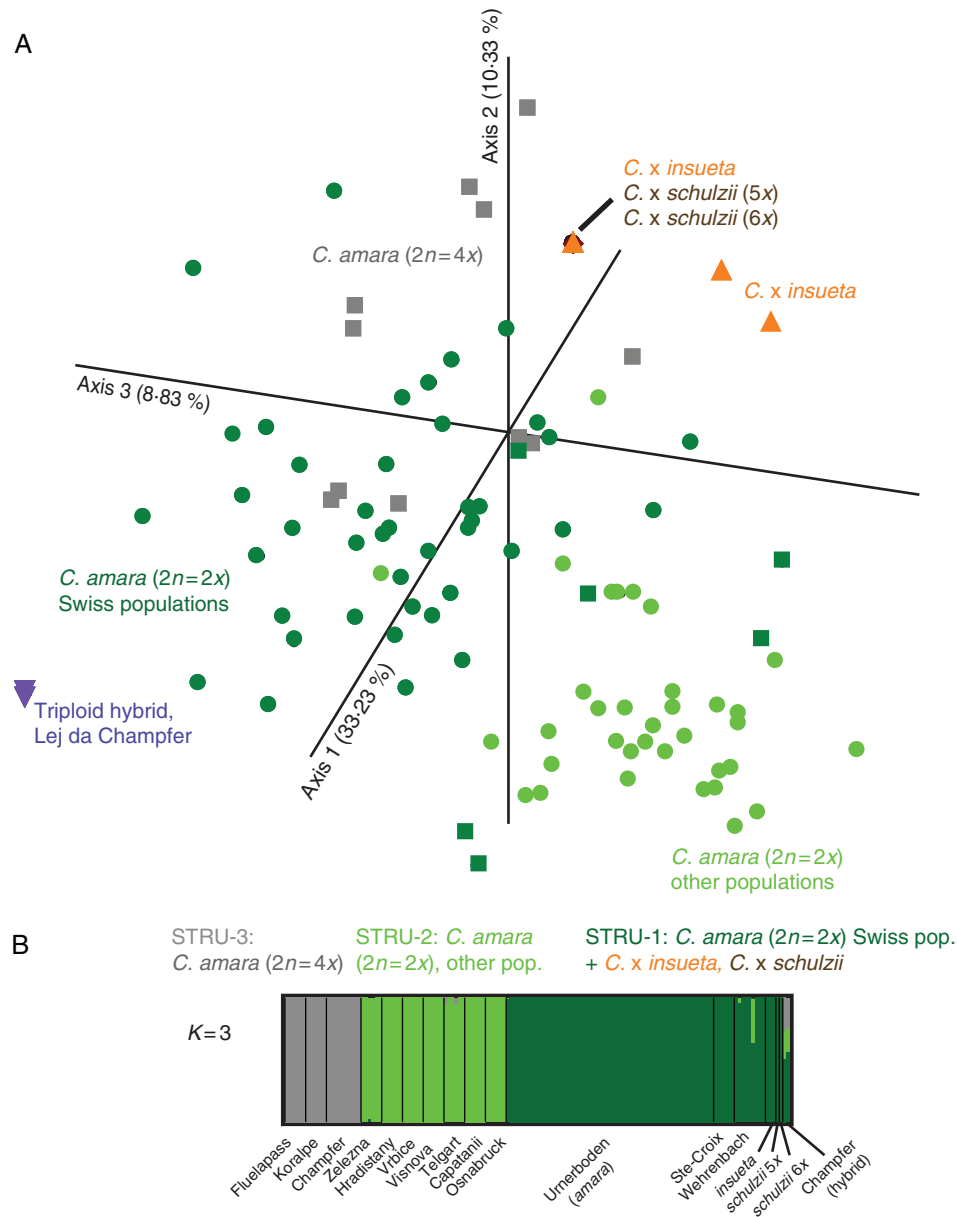 A
Axis 2 (10·33 %)
C. x insueta
C. x schulzii (5x)
C. x schulzii (6x)
C. amara (2n=4x)
C. x insueta
Axis 3 (8·83 %)
C. amara (2n=2x)
Swiss populations
Triploid hybrid,
Lej da Champfer
Axis 1 (33·23 %)
C. amara (2n=2x)
other populations
B
STRU-3:
C. amara (2n=4x)
STRU-2: C. amara
(2n=2x), other pop.
STRU-1: C. amara (2n=2x) Swiss pop.
+ C. x insueta, C. x schulzii
K=3
Fluelapass
Koralpe
Champfer
Zelezna
Hradistany
Vrbice
Visnova
Telgart
Capatanii
Osnabruck
Urnerboden
(amara)
Ste-Croix
Wehrenbach
insueta
schulzii 5x
schulzii 6x
Champfer
(hybrid)